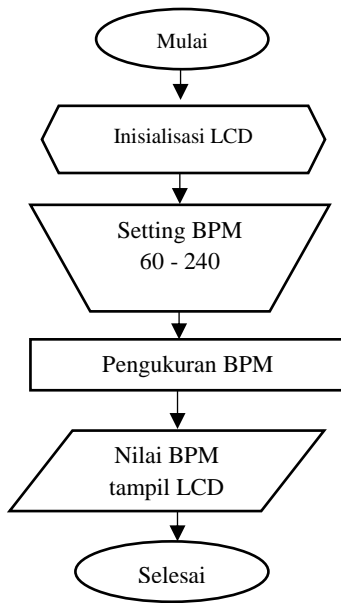 Mulai
Inisialisasi LCD
Setting BPM
60 - 240
Pengukuran BPM
Nilai BPM
tampil LCD
Selesai